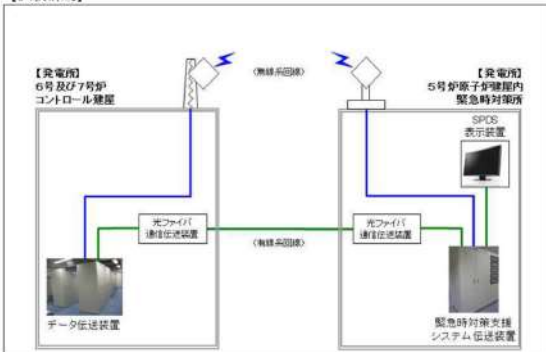 【発電所】
6号及び7号炉
コントロール建屋
〈無線系回線〉
【発電所】
5号炉原子炉建屋内
緊急時対策所
SPDS
表示装置
光ファイバ
通信伝送装置
〈有線系回線〉
光ファイバ
通信伝送装置
データ伝送装置
緊急時対策支援
システム伝送装置